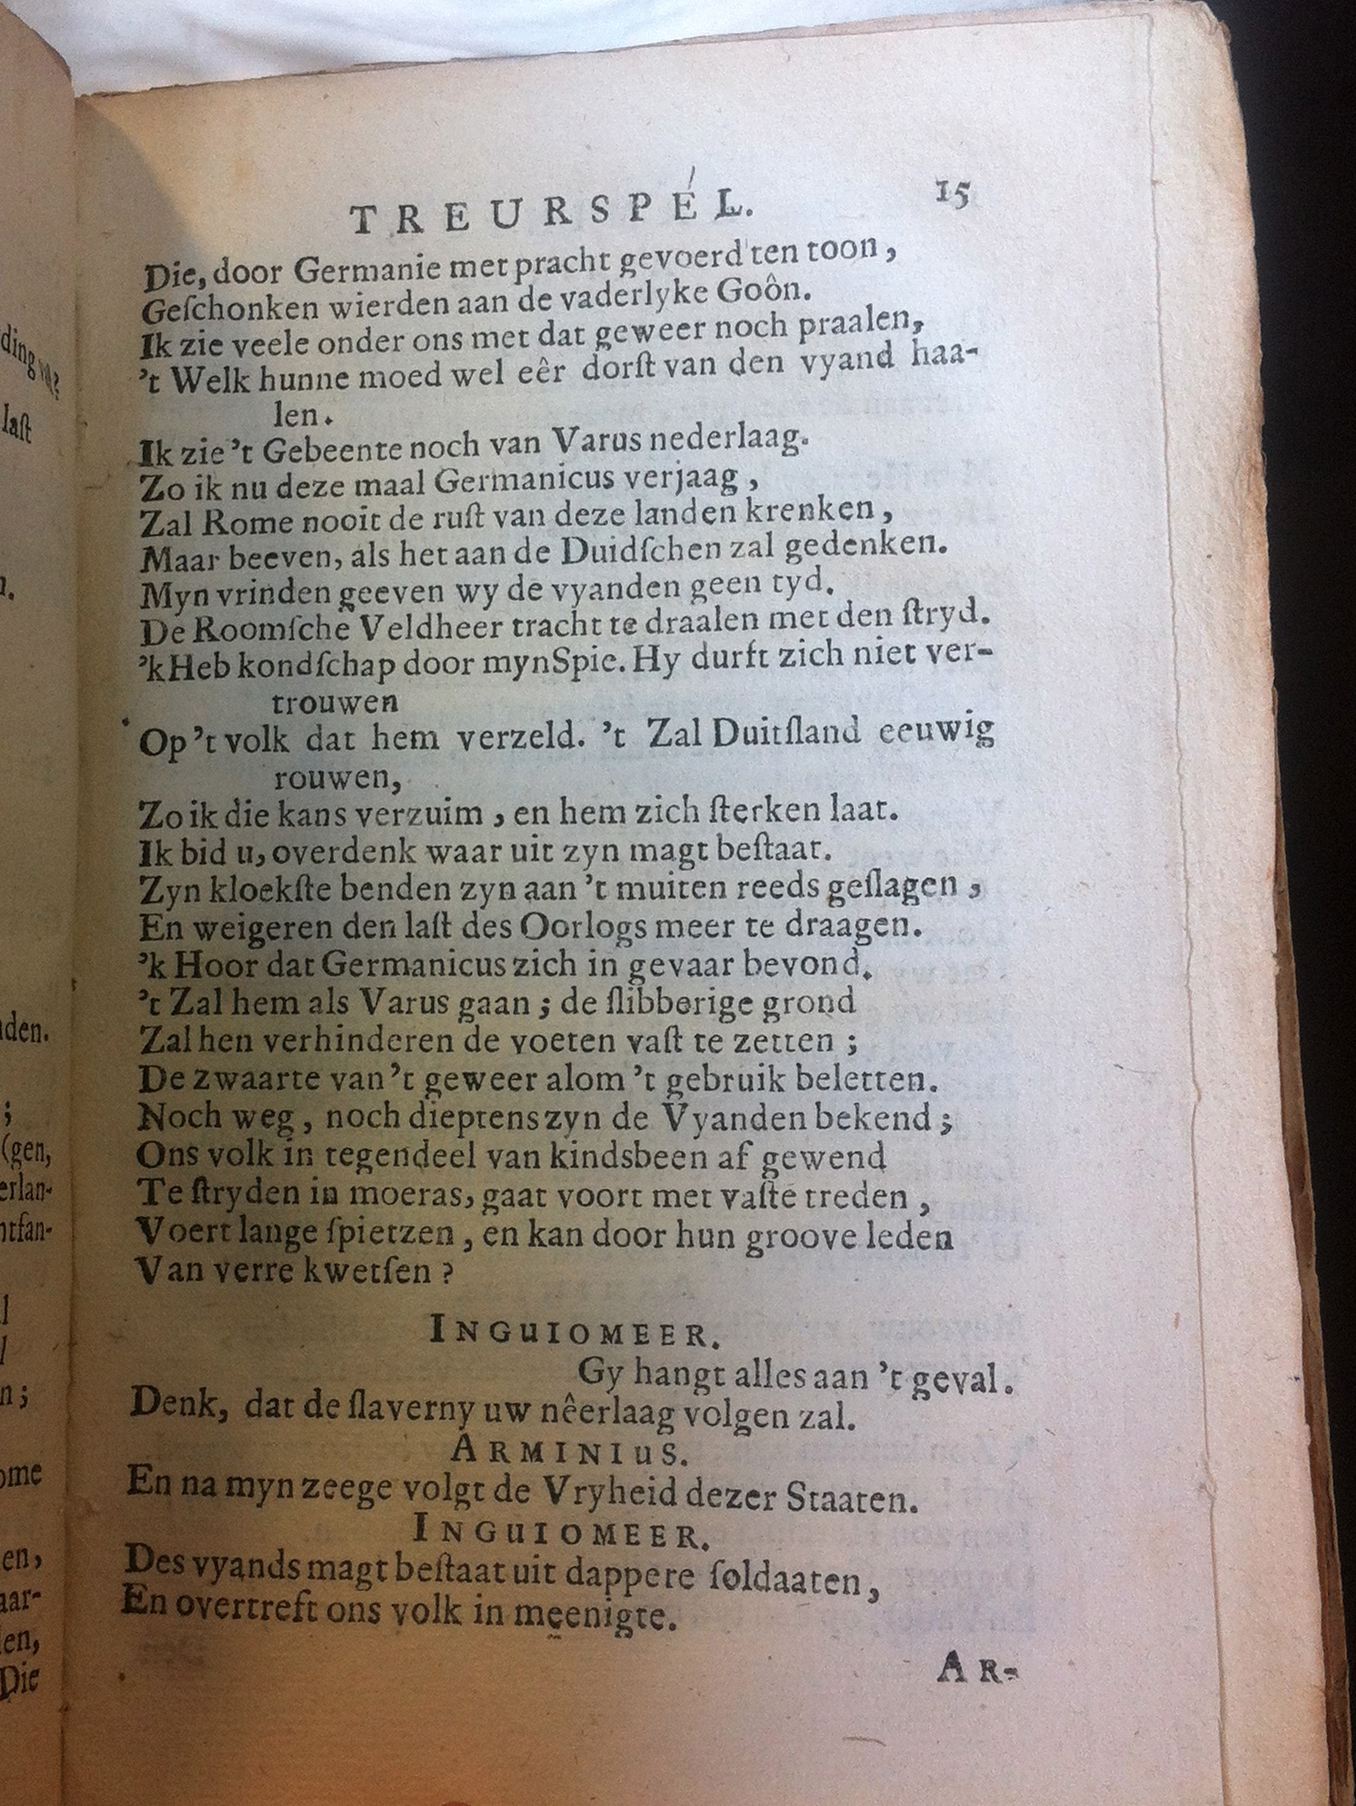 TREURSPEL. 15
Die, door Germanie met pracht gevoerd ten toon,
Geſchonken wierden aan de vaderlyke Goôn.
Ik zie veele onder ons met dat geweer noch praalen,
't Welk hunne moed wel eêr dorſt van den vyand haa-
len.
Ik zie 't Gebeente noch van Varus nederlaag.
Zo ik nu deze maal Germanicus verjaag,
Zal Rome nooit de ruſt van deze landen krenken,
Maar beeven, als het aan de Duidſchen zal gedenken.
Myn vrinden geeven wy de vyanden geen tyd.
De Roomſche Veldheer tracht te draalen met den ſtryd.
'k Heb kondſchap door myn Spie. Hy durft zich niet ver-
trouwen
Op 't volk dat hem verzeld. 't Zal Duitſland eeuwig
rouwen,
Zo ik die kans verzuim, en hem zich ſterken laat.
Ik bid u, overdenk waar uit zyn magt beſtaat.
Zyn kloekſte benden zyn aan 't muiten reeds geſlagen,
En weigeren den laſt des Oorlogs meer te draagen.
'k Hoor dat Germanicus zich in gevaar bevond.
't Zal hem als Varus gaan; de ſlibberige grond
Zal hen verhinderen de voeten vaſt te zetten;
De zwaarte van 't geweer alom 't gebruik beletten.
Noch weg, noch dieptens zyn de Vyanden bekend;
Ons volk in tegendeel van kindsbeen af gewend
Te ſtryden in moeras, gaat voort met vaſte treden,
Voert lange ſpietzen, en kan door hun groove leden
Van verre kwetſen?
INGUIOMEER.
Gy hangt alles aan 't geval.
Denk, dat de ſlaverny uw nêerlaag volgen zal.
ARMINIUS.
En na myn zeege volgt de Vryheid dezer Staaten.
INGUIOMEER.
Des vyands magt beſtaat uit dappere ſoldaaten,
En overtreft ons volk in meenigte.
AR-
ding
laſt
den.
;
(gen,
erlan-
ntfan-
n;
ome
en,
aar-
len,
Die